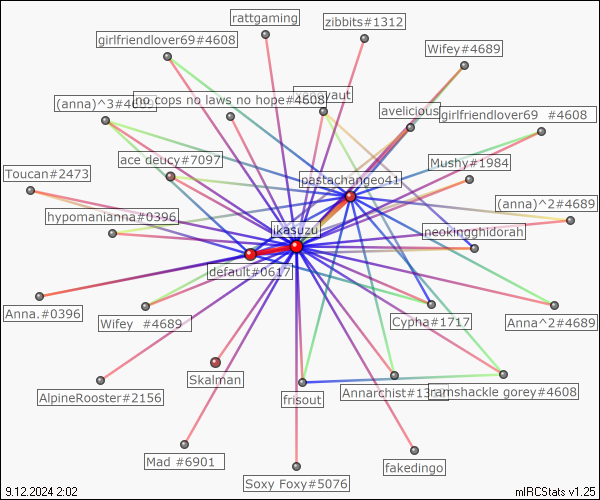 rattgaming
zibbits#1312
girlfriendlover69#4608
Wifey#4689
(anna)^3#4689
no cops no laws no hope#4608
avelicious
girlfriendlover69 #4608
ace deucy#7097
Mushy#1984
Toucan#2473
pastachangeo41
(anna)^2#4689
hypomanianna#0396
ikasuzu
neokingghidorah
default#0617
Anna.#0396
Wifey #4689
Cypha#1717
Anna^2#4689
Skalman
AlpineRooster#2156
frisout
ramshackle gorey#4608
Mad #6901
Soxy Foxy#5076
fakedingo
9.12.2024 2:02
mIRCStats v1.25